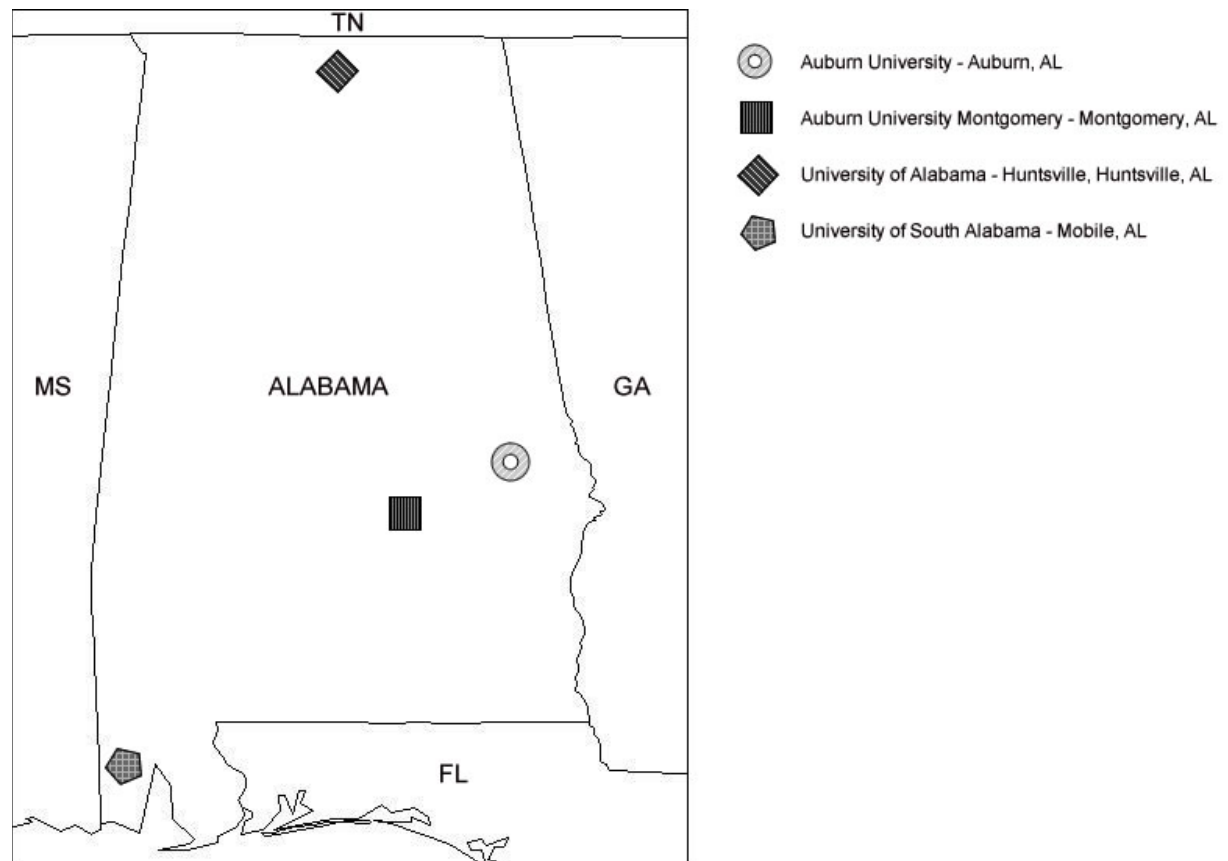 TN
MS
ALABAMA
GA
FL
Auburn University - Auburn, AL
Auburn University Montgomery - Montgomery, AL
University of Alabama - Huntsville, Huntsville, AL
University of South Alabama - Mobile, AL